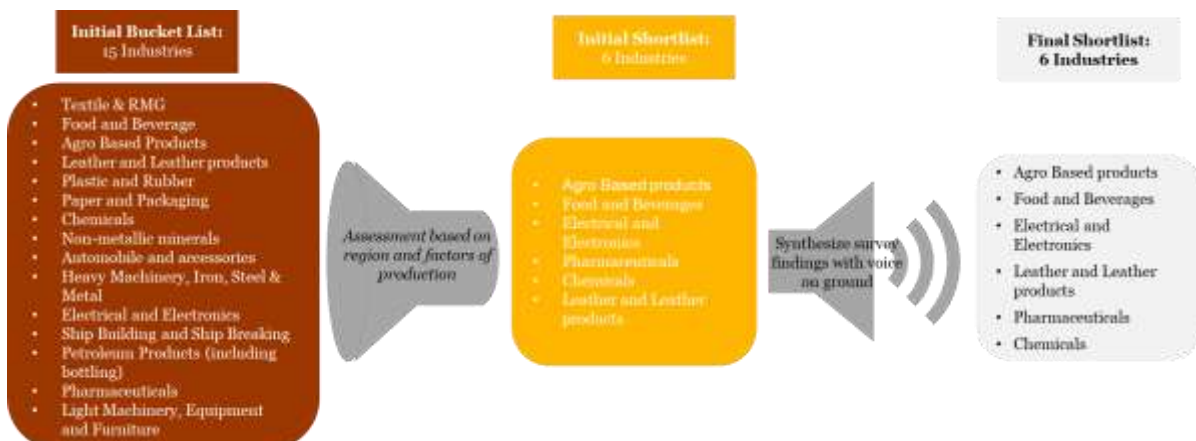 Initial Bucket List:
15 Industries
• Textile & RMG
• Food and Beverage
• Agro Based Products
• Leather and Leather products
• Plastic and Rubber
• Paper and Packaging
• Chemicals
• Non-metallic minerals
• Automobile and accessories
• Heavy Machinery, Iron, Steel &
Metal
• Electrical and Electronics
• Ship Building and Ship Breaking
• Petroleum Products (including
bottling)
• Pharmaceuticals
• Light Machinery, Equipment
and Furniture
Assessment based on
region and factors of
production
Initial Shortlist:
6 Industries
• Agro Based products
• Food and Beverages
• Electrical and
Electronics
• Pharmaceuticals
• Chemicals
• Leather and Leather
products
Synthesize survey
findings with voice
on ground
Final Shortlist:
6 Industries
• Agro Based products
• Food and Beverages
• Electrical and
Electronics
• Leather and Leather
products
• Pharmaceuticals
• Chemicals